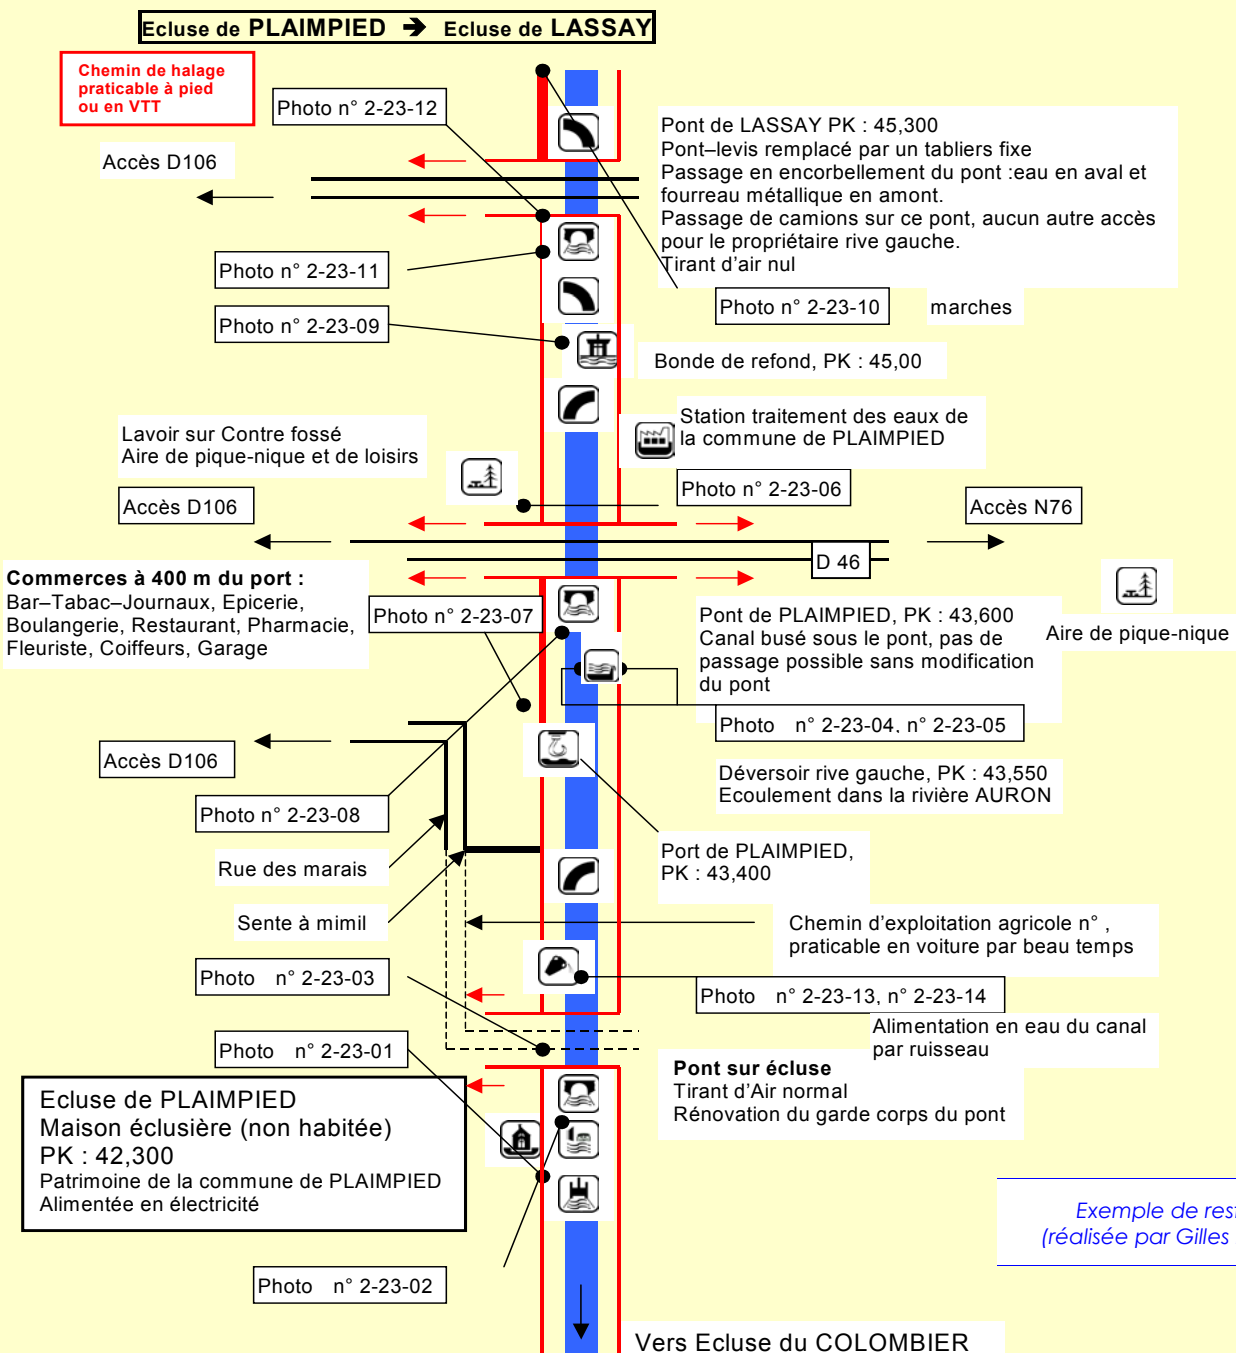 Ecluse de PLAIMPIED ➔ Ecluse de LASSAY
Chemin de halage
praticable à pied
ou en VTT
Photo n° 2-23-12
Accès D106
Pont de LASSAY PK : 45,300
Pont–levis remplacé par un tabliers fixe
Passage en encorbellement du pont :eau en aval et
fourreau métallique en amont.
Passage de camions sur ce pont, aucun autre accès
pour le propriétaire rive gauche.
Tirant d'air nul
Photo n° 2-23-11
Photo n° 2-23-10
marches
Photo n° 2-23-09
Bonde de refond, PK : 45,00
Station traitement des eaux de
la commune de PLAIMPIED
Lavoir sur Contre fossé
Aire de pique-nique et de loisirs
Photo n° 2-23-06
Accès D106
Accès N76
D 46
Commerces à 400 m du port :
Bar–Tabac–Journaux, Epicerie,
Boulangerie, Restaurant, Pharmacie,
Fleuriste, Coiffeurs, Garage
Photo n° 2-23-07
Pont de PLAIMPIED, PK : 43,600
Canal busé sous le pont, pas de
passage possible sans modification
du pont
Aire de pique-nique
Photo n° 2-23-04, n° 2-23-05
Accès D106
Déversoir rive gauche, PK : 43,550
Ecoulement dans la rivière AURON
Photo n° 2-23-08
Port de PLAIMPIED,
PK : 43,400
Rue des marais
Sente à mimil
Chemin d'exploitation agricole n° ,
praticable en voiture par beau temps
Photo n° 2-23-03
Photo n° 2-23-13, n° 2-23-14
Alimentation en eau du canal
par ruisseau
Photo n° 2-23-01
Pont sur écluse
Tirant d'Air normal
Rénovation du garde corps du pont
Ecluse de PLAIMPIED
Maison éclusière (non habitée)
PK : 42,300
Patrimoine de la commune de PLAIMPIED
Alimentée en électricité
Exemple de
(réalisée par Gilles
Photo n° 2-23-02
Vers Ecluse du COLOMBIER